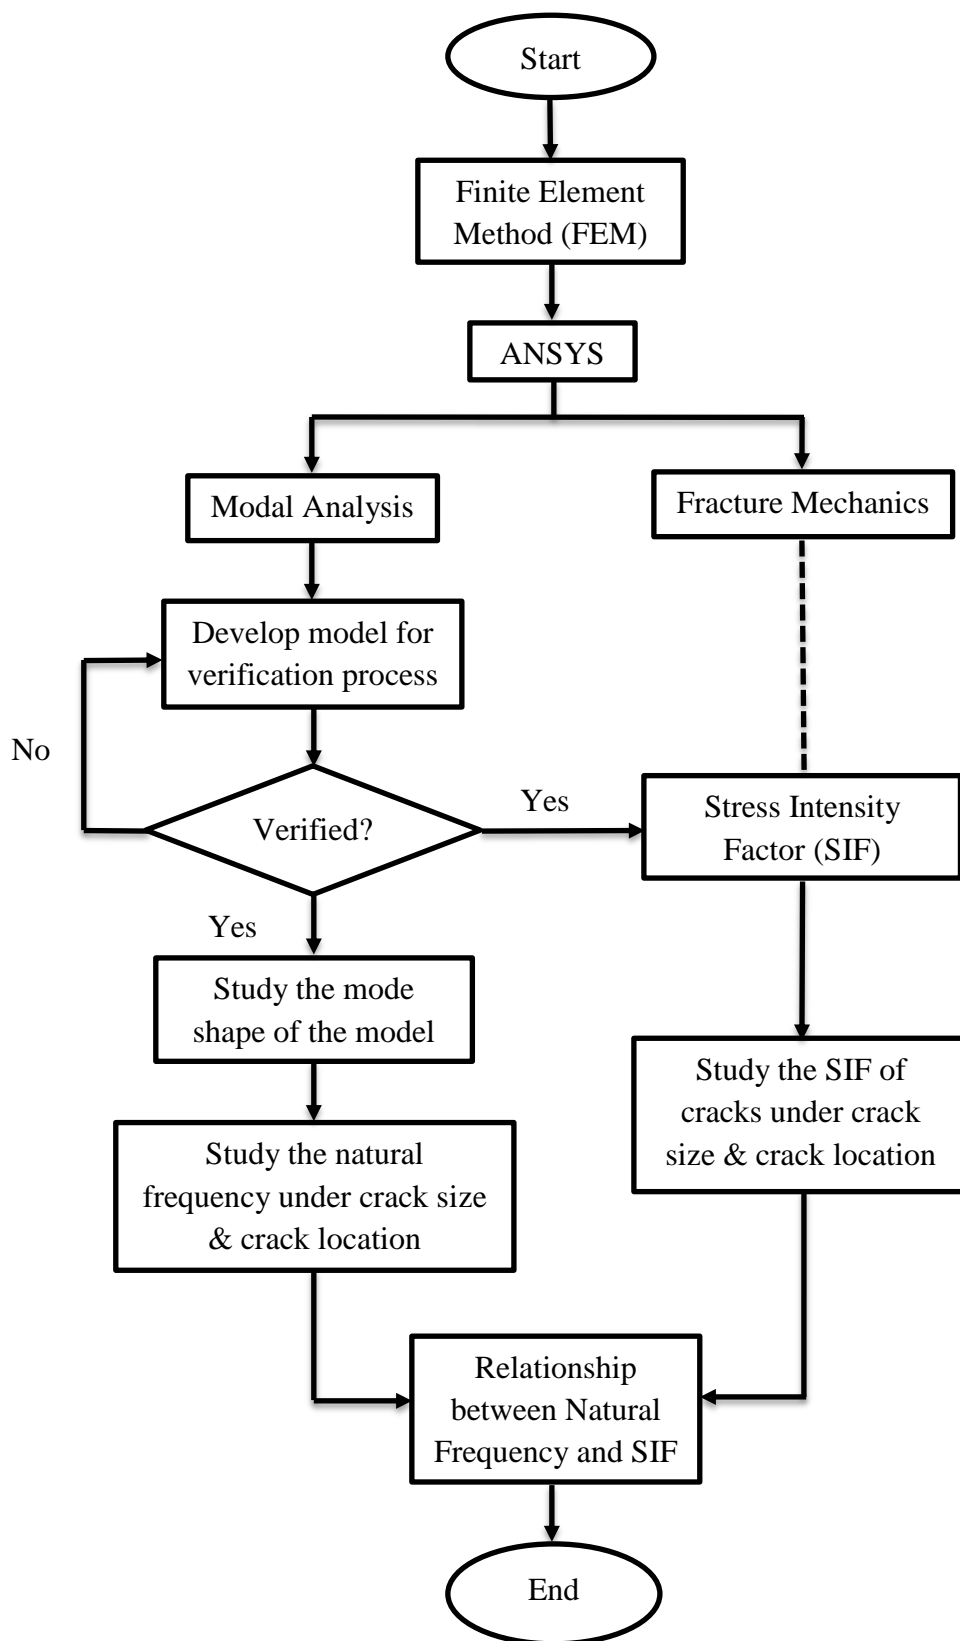 Start
Finite Element
Method (FEM)
ANSYS
Modal Analysis
Fracture Mechanics
Develop model for
verification process
No
Verified?
Yes
Stress Intensity
Factor (SIF)
Yes
Study the mode
shape of the model
Study the SIF of
cracks under crack
size & crack location
Study the natural
frequency under crack size
& crack location
Relationship
between Natural
Frequency and SIF
End